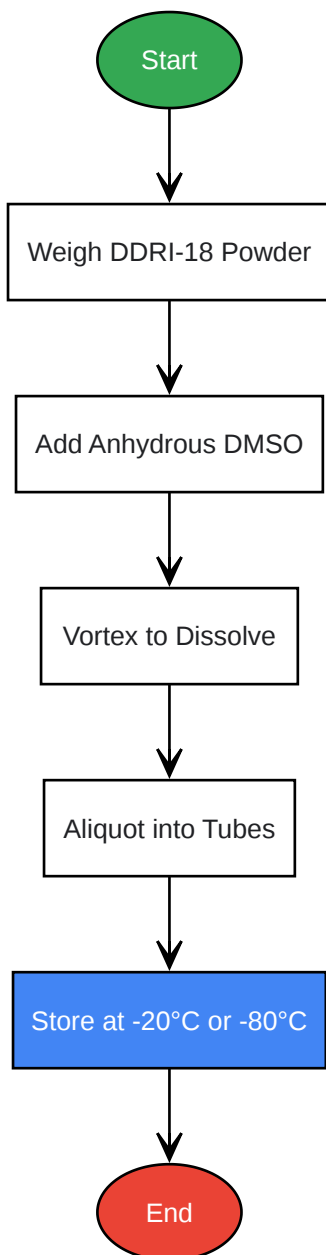 Start
Weigh DDRI-18 Powder
Add Anhydrous DMSO
Vortex to Dissolve
Aliquot into Tubes
Store at -20°C or -80°C
End